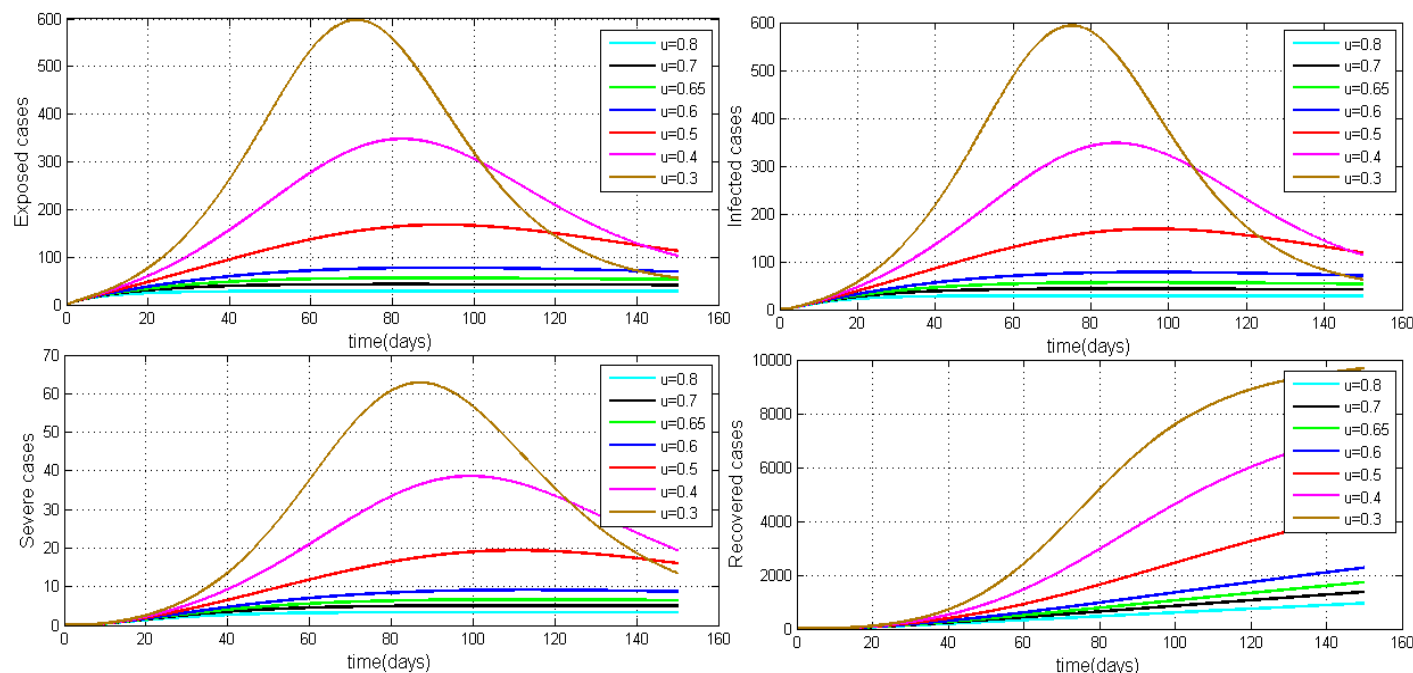 600
500
400
300
200
100
0
Exposed cases
0 20 40 60 80 100 120 140 160
time(days)
u=0.8
u=0.7
u=0.65
u=0.6
u=0.5
u=0.4
u=0.3
600
500
400
300
200
100
0
Infected cases
0 20 40 60 80 100 120 140 160
time(days)
u=0.8
u=0.7
u=0.65
u=0.6
u=0.5
u=0.4
u=0.3
70
60
50
40
30
20
10
0
Severe cases
0 20 40 60 80 100 120 140 160
time(days)
u=0.8
u=0.7
u=0.65
u=0.6
u=0.5
u=0.4
u=0.3
10000
8000
6000
4000
2000
0
Recovered cases
0 20 40 60 80 100 120 140 160
time(days)
u=0.8
u=0.7
u=0.65
u=0.6
u=0.5
u=0.4
u=0.3